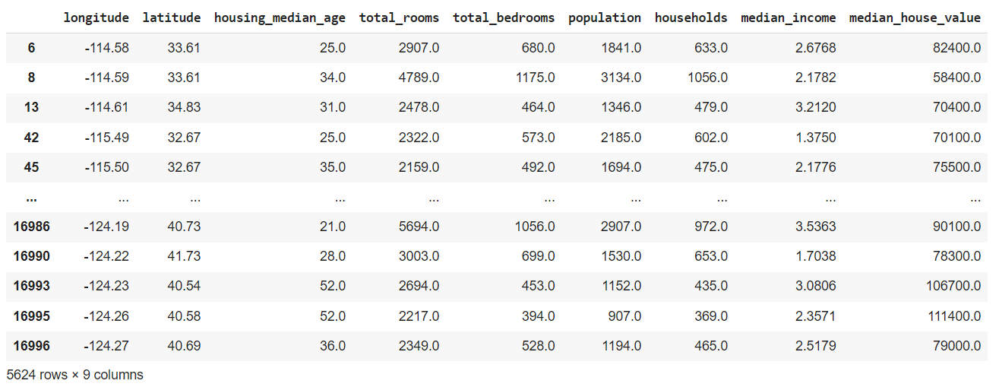 longitude latitude housing_median_age total_rooms total_bedrooms population households median_income median_house_value
6 -114.58 33.61 25.0 2907.0 680.0 1841.0 633.0 2.6768 82400.0
8 -114.59 33.61 34.0 4789.0 1175.0 3134.0 1056.0 2.1782 58400.0
13 -114.61 34.83 31.0 2478.0 464.0 1346.0 479.0 3.2120 70400.0
42 -115.49 32.67 25.0 2322.0 573.0 2185.0 602.0 1.3750 70100.0
45 -115.50 32.67 35.0 2159.0 492.0 1694.0 475.0 2.1776 75500.0
... ... ... ... ... ... ... ... ... ...
16986 -124.19 40.73 21.0 5694.0 1056.0 2907.0 972.0 3.5363 90100.0
16990 -124.22 41.73 28.0 3003.0 699.0 1530.0 653.0 1.7038 78300.0
16993 -124.23 40.54 52.0 2694.0 453.0 1152.0 435.0 3.0806 106700.0
16995 -124.26 40.58 52.0 2217.0 394.0 907.0 369.0 2.3571 111400.0
16996 -124.27 40.69 36.0 2349.0 528.0 1194.0 465.0 2.5179 79000.0
5624 rows × 9 columns